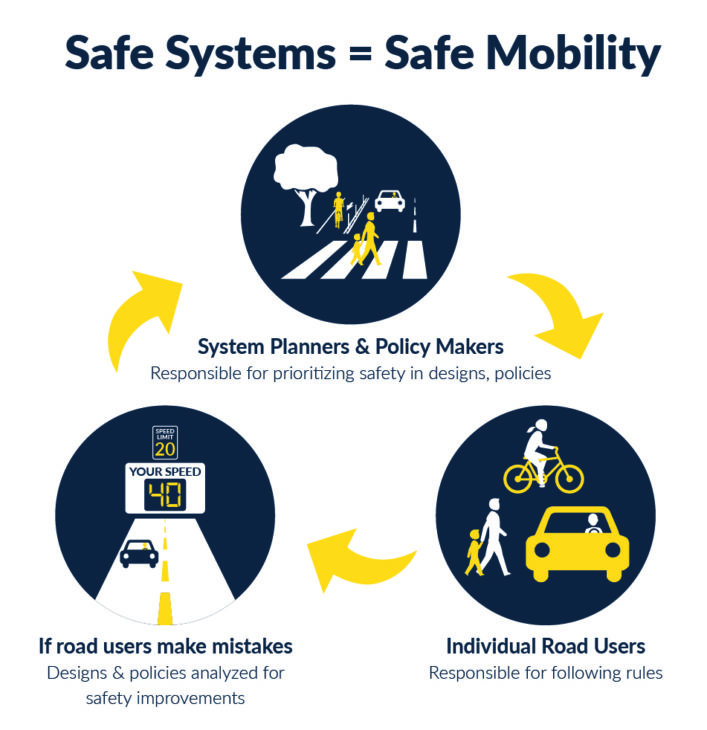 Safe Systems = Safe Mobility
System Planners & Policy Makers
Responsible for prioritizing safety in designs, policies
SPEED
LIMIT
20
YOUR SPEED
40
If road users make mistakes
Designs & policies analyzed for
safety improvements
Individual Road Users
Responsible for following rules